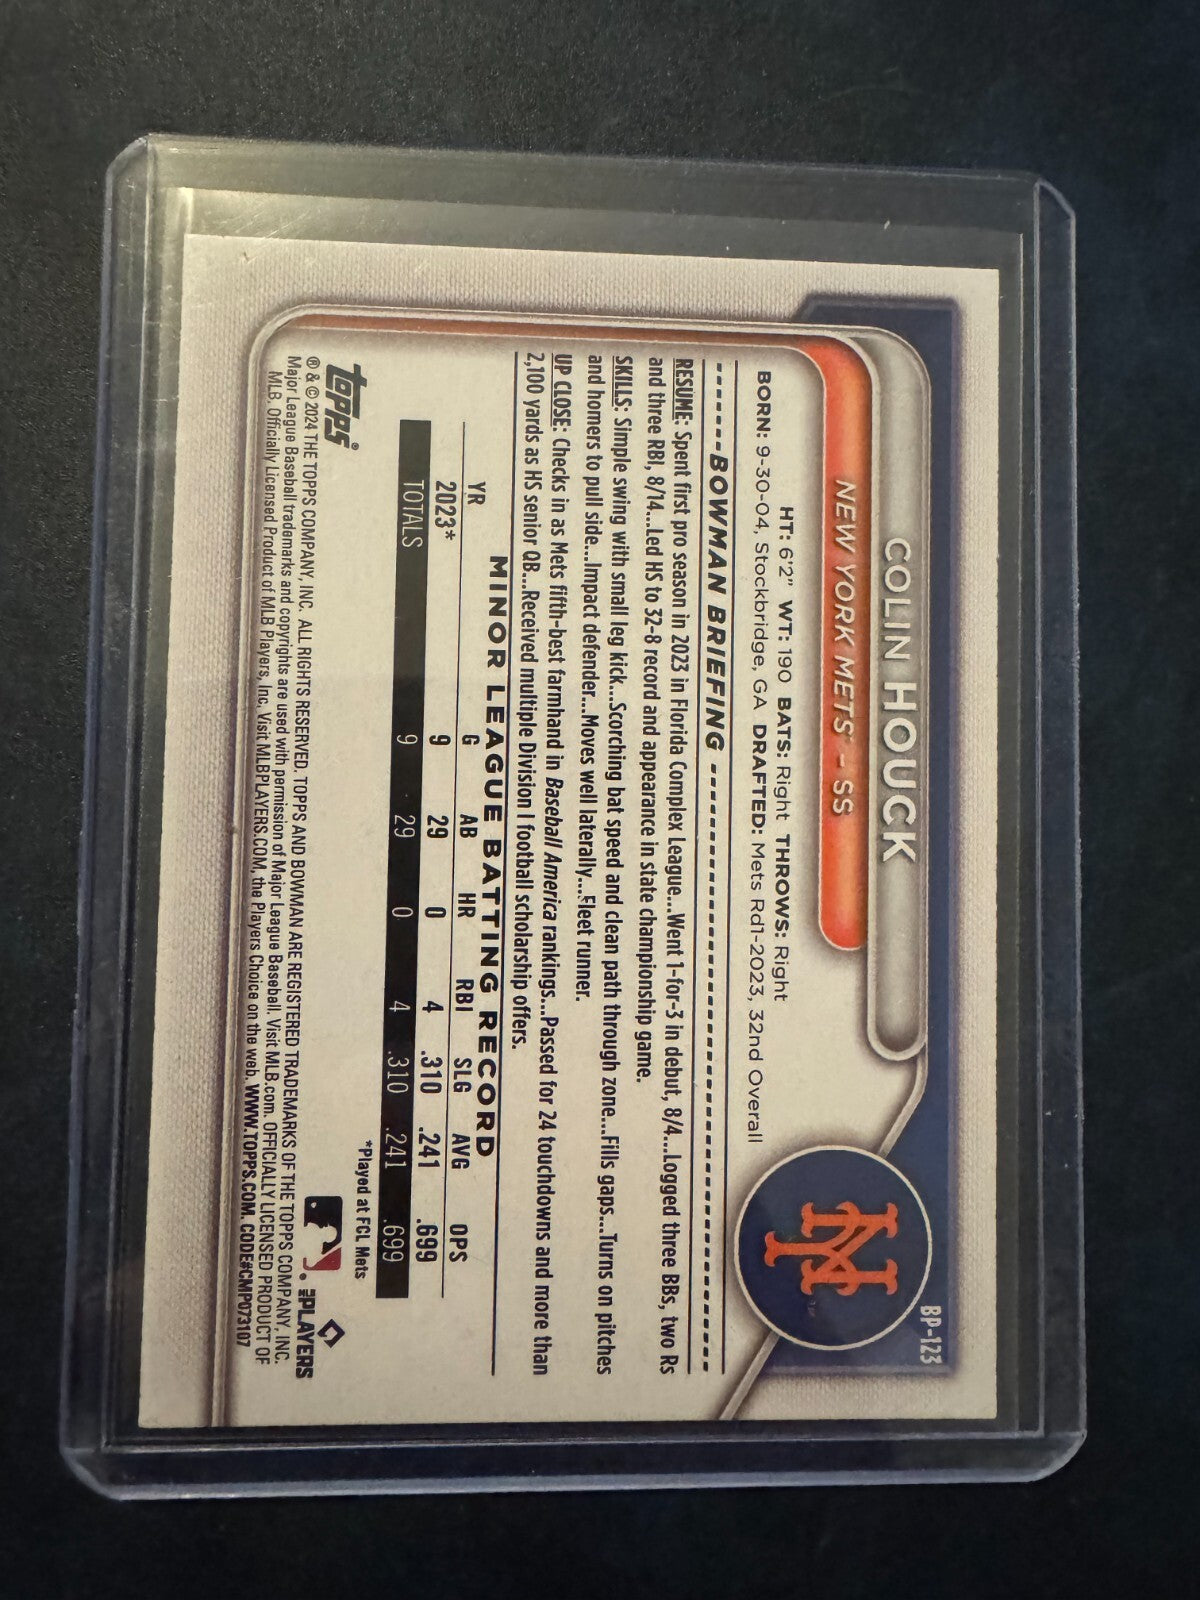 BP-123
COLIN HOUCK
NEW YORK METS® - SS
HT: 6'2" WT: 190 BATS: Right THROWS: Right
BORN: 9-30-04, Stockbridge, GA DRAFTED: Mets Rd1-2023, 32nd Overall
BOWMAN BRIEFING
RESUME: Spent first pro season in 2023 in Florida Complex League...Went 1-for-3 in debut, 8/4...Logged three BBs, two Rs
and three RBI, 8/14...Led HS to 32-8 record and appearance in state championship game.
SKILLS: Simple swing with small leg kick...Scorching bat speed and clean path through zone...Fills gaps...Turns on pitches
and homers to pull side...Impact defender...Moves well laterally...Fleet runner.
UP CLOSE: Checks in as Mets fifth-best farmhand in Baseball America rankings...Passed for 24 touchdowns and more than
2,100 yards as HS senior QB...Received multiple Division I football scholarship offers.
MINOR LEAGUE BATTING RECORD
YR G AB HR RBI SLG AVG OPS
2023* 9 29 0 4 .310 .241 .699
TOTALS 9 29 0 4 .310 .241 .699
*Played at FCL Mets
topps®
MLB PLAYERS
® & © 2024 THE TOPPS COMPANY, INC. ALL RIGHTS RESERVED. TOPPS AND BOWMAN ARE REGISTERED TRADEMARKS OF THE TOPPS COMPANY, INC.
Major League Baseball trademarks and copyrights are used with permission of Major League Baseball. Visit MLB.com. OFFICIALLY LICENSED PRODUCT OF
MLB. Officially Licensed Product of MLB Players, Inc. Visit MLBPLAYERS.COM, the Players Choice on the web. WWW.TOPPS.COM. CODE#CMP073107